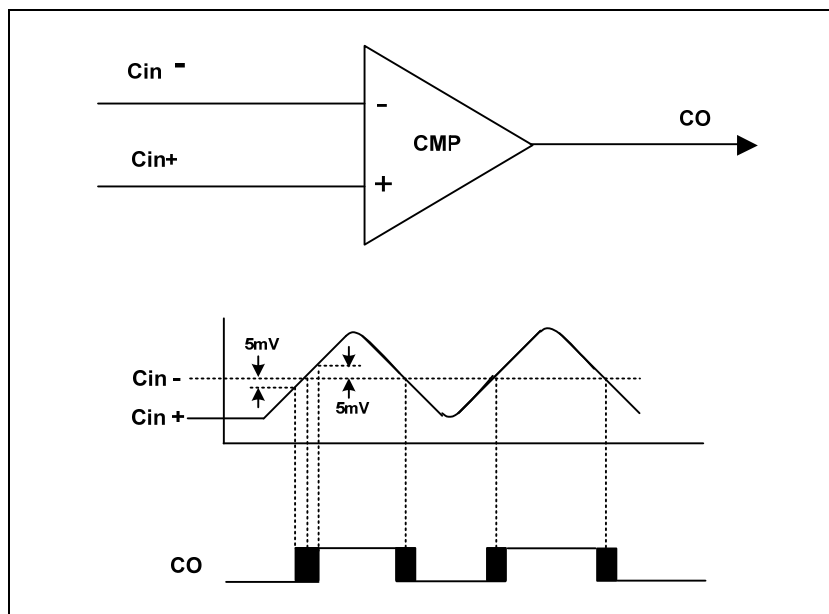 Cin -
-
CO
CMP
Cin+
+
5mV
Cin -
5mV
Cin +
CO